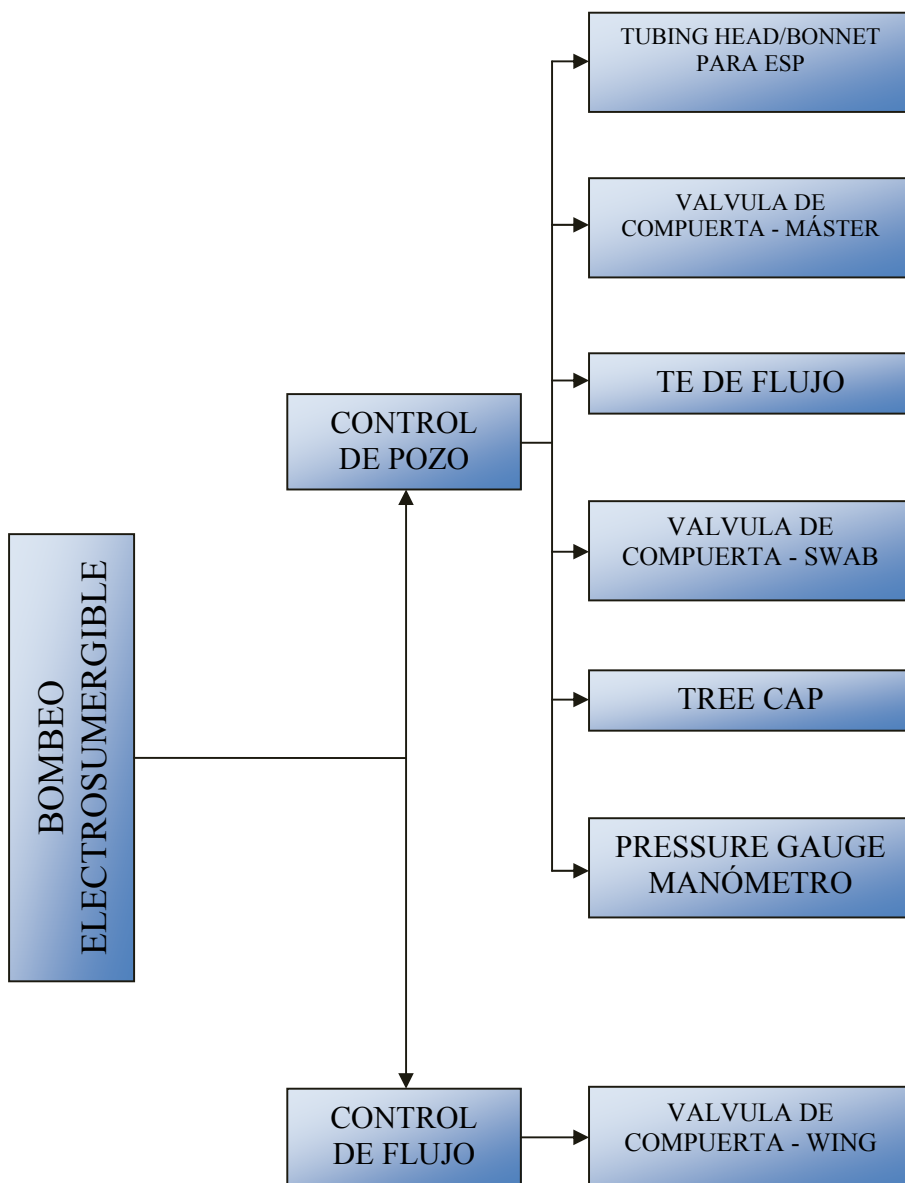 TUBING HEAD/BONNET
PARA ESP
VALVULA DE
COMPUERTA - MÁSTER
TE DE FLUJO
CONTROL
DE POZO
VALVULA DE
COMPUERTA - SWAB
BOMBEO
ELECTROSUMERGIBLE
TREE CAP
PRESSURE GAUGE
MANÓMETRO
CONTROL
DE FLUJO
VALVULA DE
COMPUERTA - WING